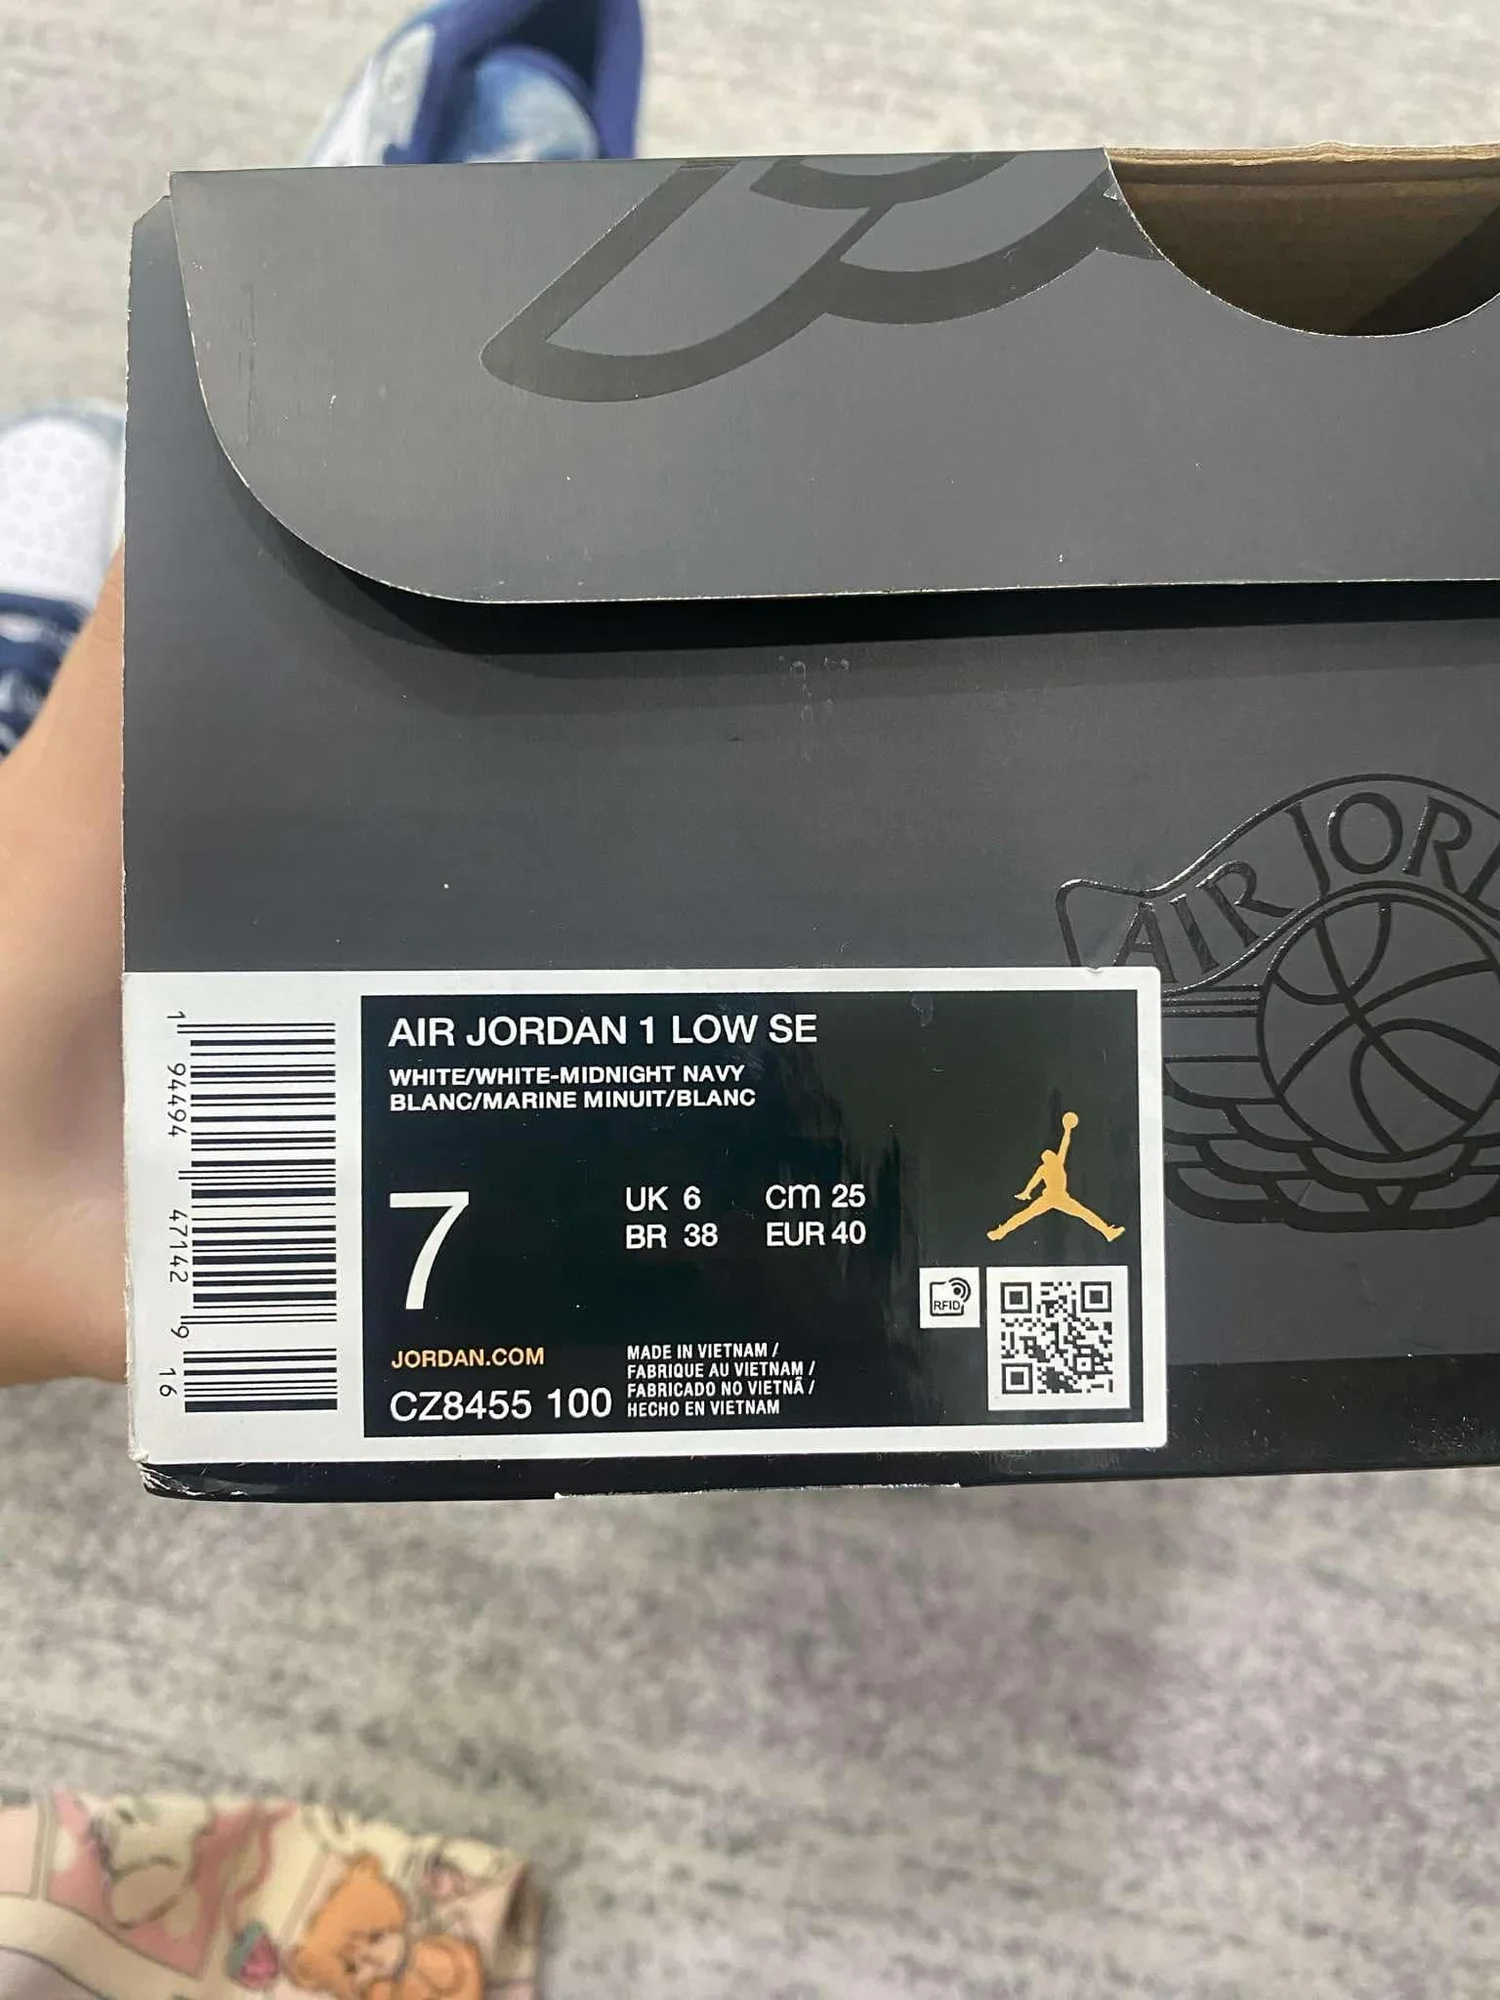 AIR JORD
AIR JORDAN 1 LOW SE
WHITE/WHITE-MIDNIGHT NAVY
BLANC/MARINE MINUIT/BLANC
7
UK 6 cm 25
BR 38 EUR 40
RFID
JORDAN.COM
CZ8455 100
MADE IN VIETNAM /
FABRIQUE AU VIETNAM /
FABRICADO NO VIETNÃ /
HECHO EN VIETNAM
1 94494 47142 9 16